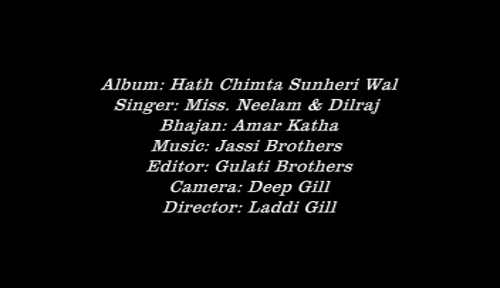 Album: Hath Chimta Sunheri Wal
Singer: Miss. Neelam & Dilraj
Bhajan: Amar Katha
Music: Jassi Brothers
Editor: Gulati Brothers
Camera: Deep Gill
Director: Laddi Gill